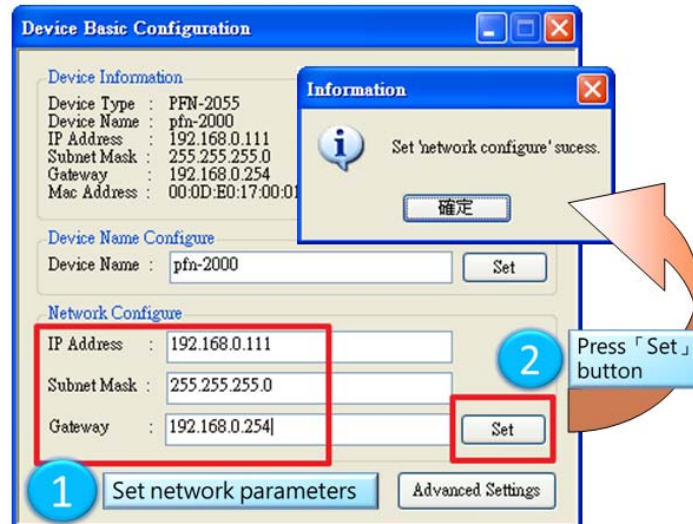 Device Basic Configuration
Device Information
Device Type : PFN-2055
Device Name : pfn-2000
IP Address : 192.168.0.111
Subnet Mask : 255.255.255.0
Gateway : 192.168.0.254
Mac Address : 00:0D:E0:17:00:01
Information
Set 'network configure' sucess.
確定
Device Name Configure
Device Name : pfn-2000
Set
Network Configure
IP Address : 192.168.0.111
Subnet Mask : 255.255.255.0
Gateway : 192.168.0.254
Set
2
Press「Set」
button
1
Set network parameters
Advanced Settings